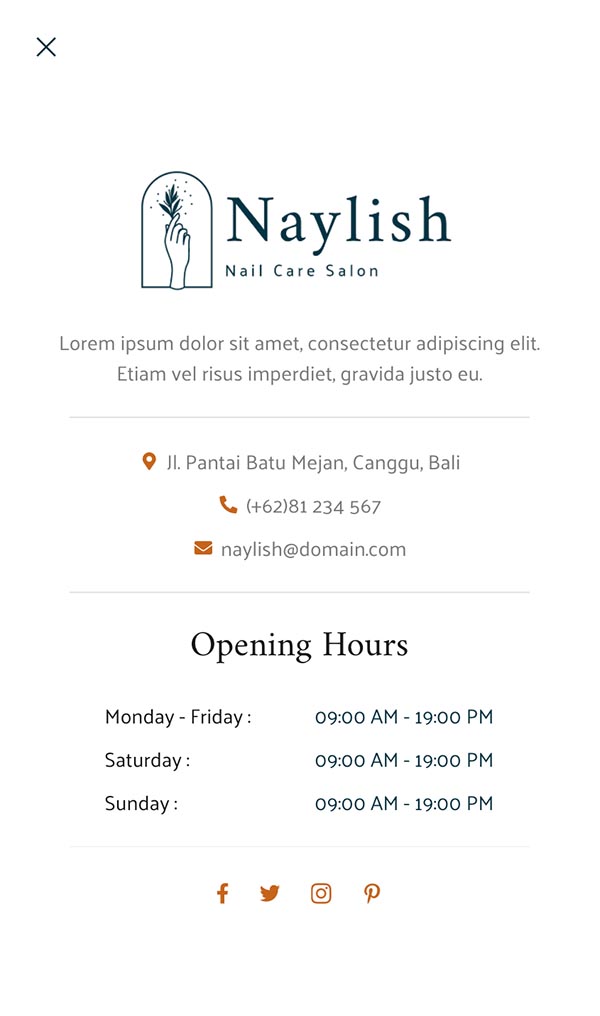 Naylish
Nail Care Salon
Lorem ipsum dolor sit amet, consectetur adipiscing elit.
Etiam vel risus imperdiet, gravida justo eu.
Jl. Pantai Batu Mejan, Canggu, Bali
(+62)81 234 567
naylish@domain.com
Opening Hours
Monday - Friday : 09:00 AM - 19:00 PM
Saturday : 09:00 AM - 19:00 PM
Sunday : 09:00 AM - 19:00 PM